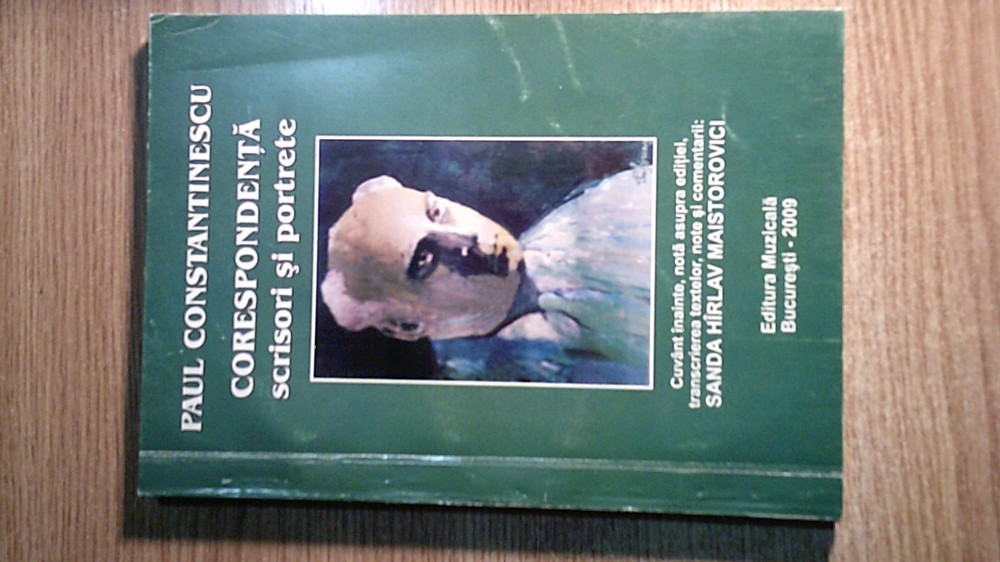 PAUL CONSTANTINESCU
CORESPONDENȚĂ
scrisori și portrete
Cuvânt înainte, notă asupra ediției,
transcrierea textelor, note și comentarii:
SANDA HÎRLAV MAISTOROVICI
Editura Muzicală
București - 2009